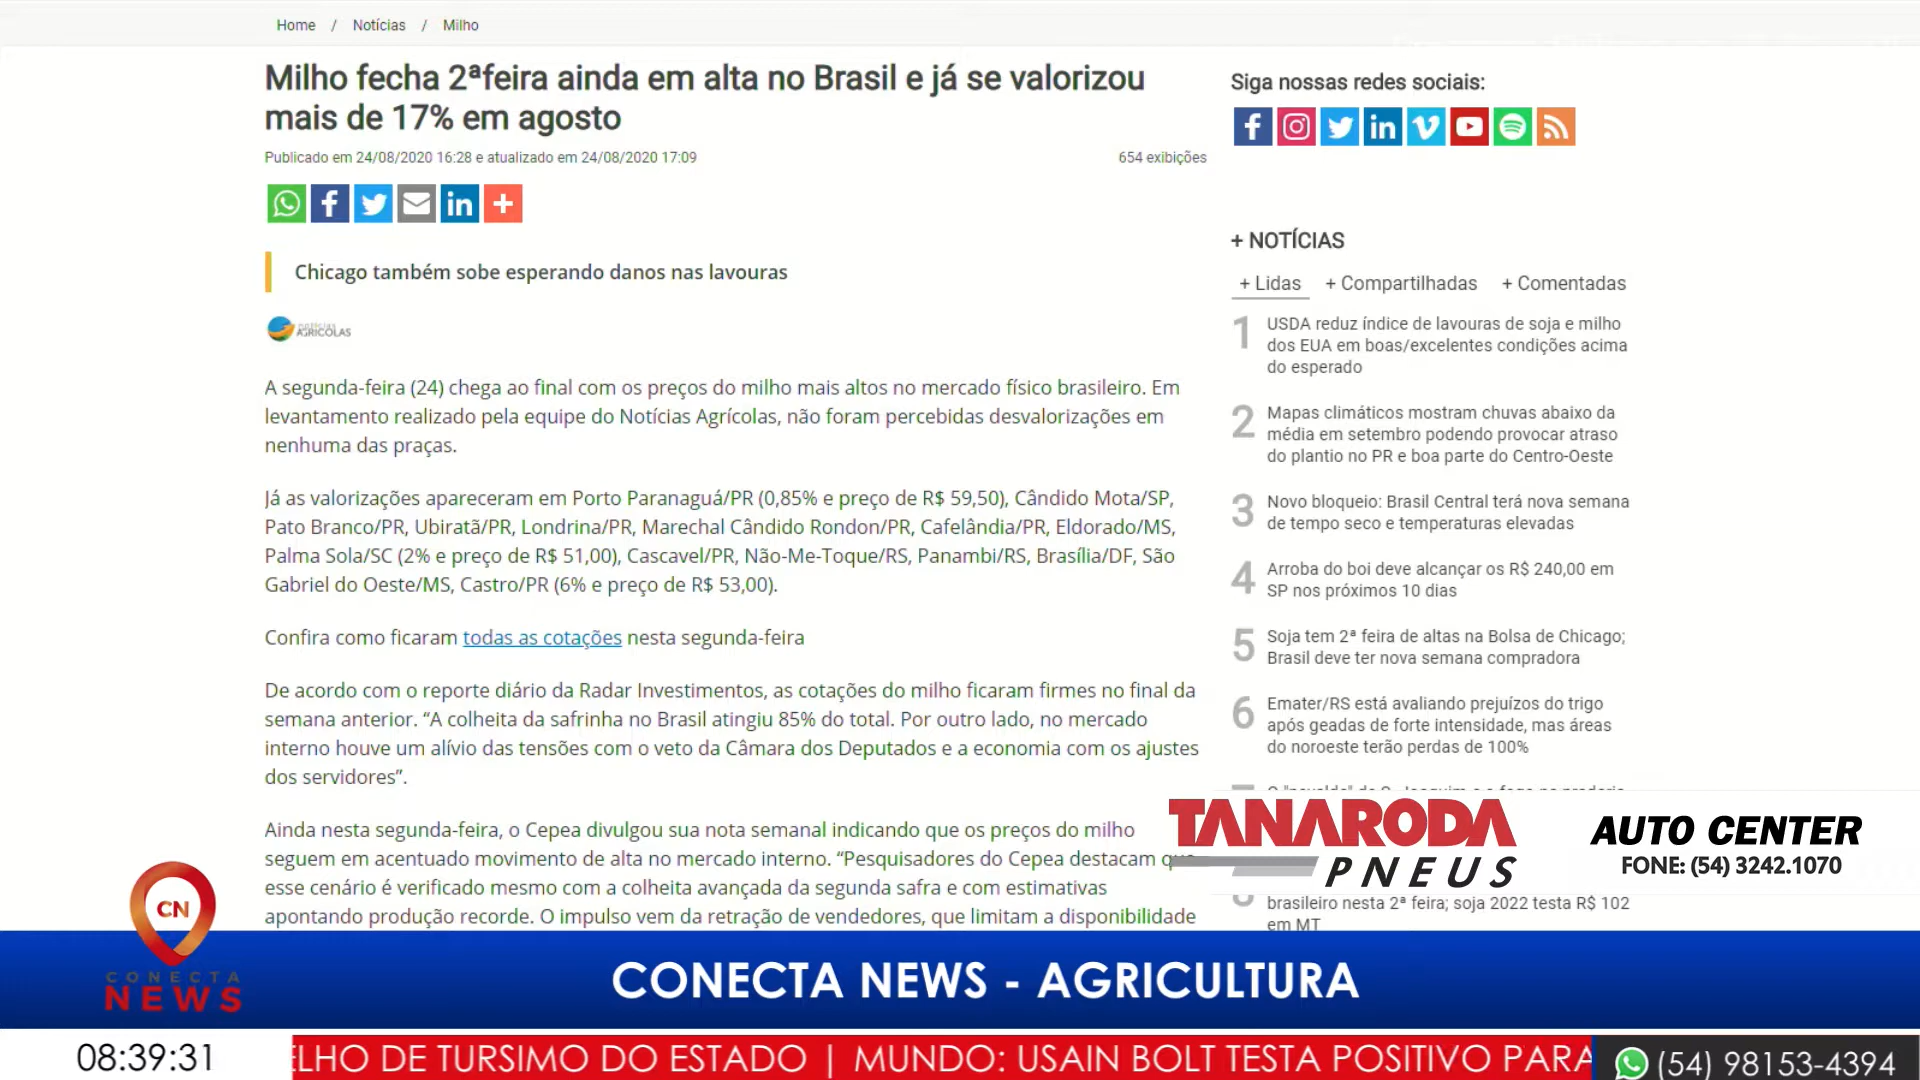 Home / Notícias / Milho
Milho fecha 2ªfeira ainda em alta no Brasil e já se valorizou
mais de 17% em agosto
Publicado em 24/08/2020 16:28 e atualizado em 24/08/2020 17:09
654 exibições
Chicago também sobe esperando danos nas lavouras
notícias
AGRÍCOLAS
A segunda-feira (24) chega ao final com os preços do milho mais altos no mercado físico brasileiro. Em
levantamento realizado pela equipe do Notícias Agrícolas, não foram percebidas desvalorizações em
nenhuma das praças.
Já as valorizações apareceram em Porto Paranaguá/PR (0,85% e preço de R$ 59,50), Cândido Mota/SP,
Pato Branco/PR, Ubiratã/PR, Londrina/PR, Marechal Cândido Rondon/PR, Cafelândia/PR, Eldorado/MS,
Palma Sola/SC (2% e preço de R$ 51,00), Cascavel/PR, Não-Me-Toque/RS, Panambi/RS, Brasília/DF, São
Gabriel do Oeste/MS, Castro/PR (6% e preço de R$ 53,00).
Confira como ficaram todas as cotações nesta segunda-feira
De acordo com o reporte diário da Radar Investimentos, as cotações do milho ficaram firmes no final da
semana anterior. “A colheita da safrinha no Brasil atingiu 85% do total. Por outro lado, no mercado
interno houve um alívio das tensões com o veto da Câmara dos Deputados e a economia com os ajustes
dos servidores”.
Ainda nesta segunda-feira, o Cepea divulgou sua nota semanal indicando que os preços do milho
seguem em acentuado movimento de alta no mercado interno. “Pesquisadores do Cepea destacam que
esse cenário é verificado mesmo com a colheita avançada da segunda safra e com estimativas
apontando produção recorde. O impulso vem da retração de vendedores, que limitam a disponibilidade
Siga nossas redes sociais:
+ NOTÍCIAS
+ Lidas + Compartilhadas + Comentadas
1 USDA reduz índice de lavouras de soja e milho
dos EUA em boas/excelentes condições acima
do esperado
2 Mapas climáticos mostram chuvas abaixo da
média em setembro podendo provocar atraso
do plantio no PR e boa parte do Centro-Oeste
3 Novo bloqueio: Brasil Central terá nova semana
de tempo seco e temperaturas elevadas
4 Arroba do boi deve alcançar os R$ 240,00 em
SP nos próximos 10 dias
5 Soja tem 2ª feira de altas na Bolsa de Chicago;
Brasil deve ter nova semana compradora
6 Emater/RS está avaliando prejuízos do trigo
após geadas de forte intensidade, mas áreas
do noroeste terão perdas de 100%
brasileiro nesta 2ª feira; soja 2022 testa R$ 102
em MT
TANARODA
PNEUS
AUTO CENTER
FONE: (54) 3242.1070
CN
CONECTA
NEWS
CONECTA NEWS - AGRICULTURA
08:39:31
ELHO DE TURSIMO DO ESTADO | MUNDO: USAIN BOLT TESTA POSITIVO PARA
(54) 98153-4394